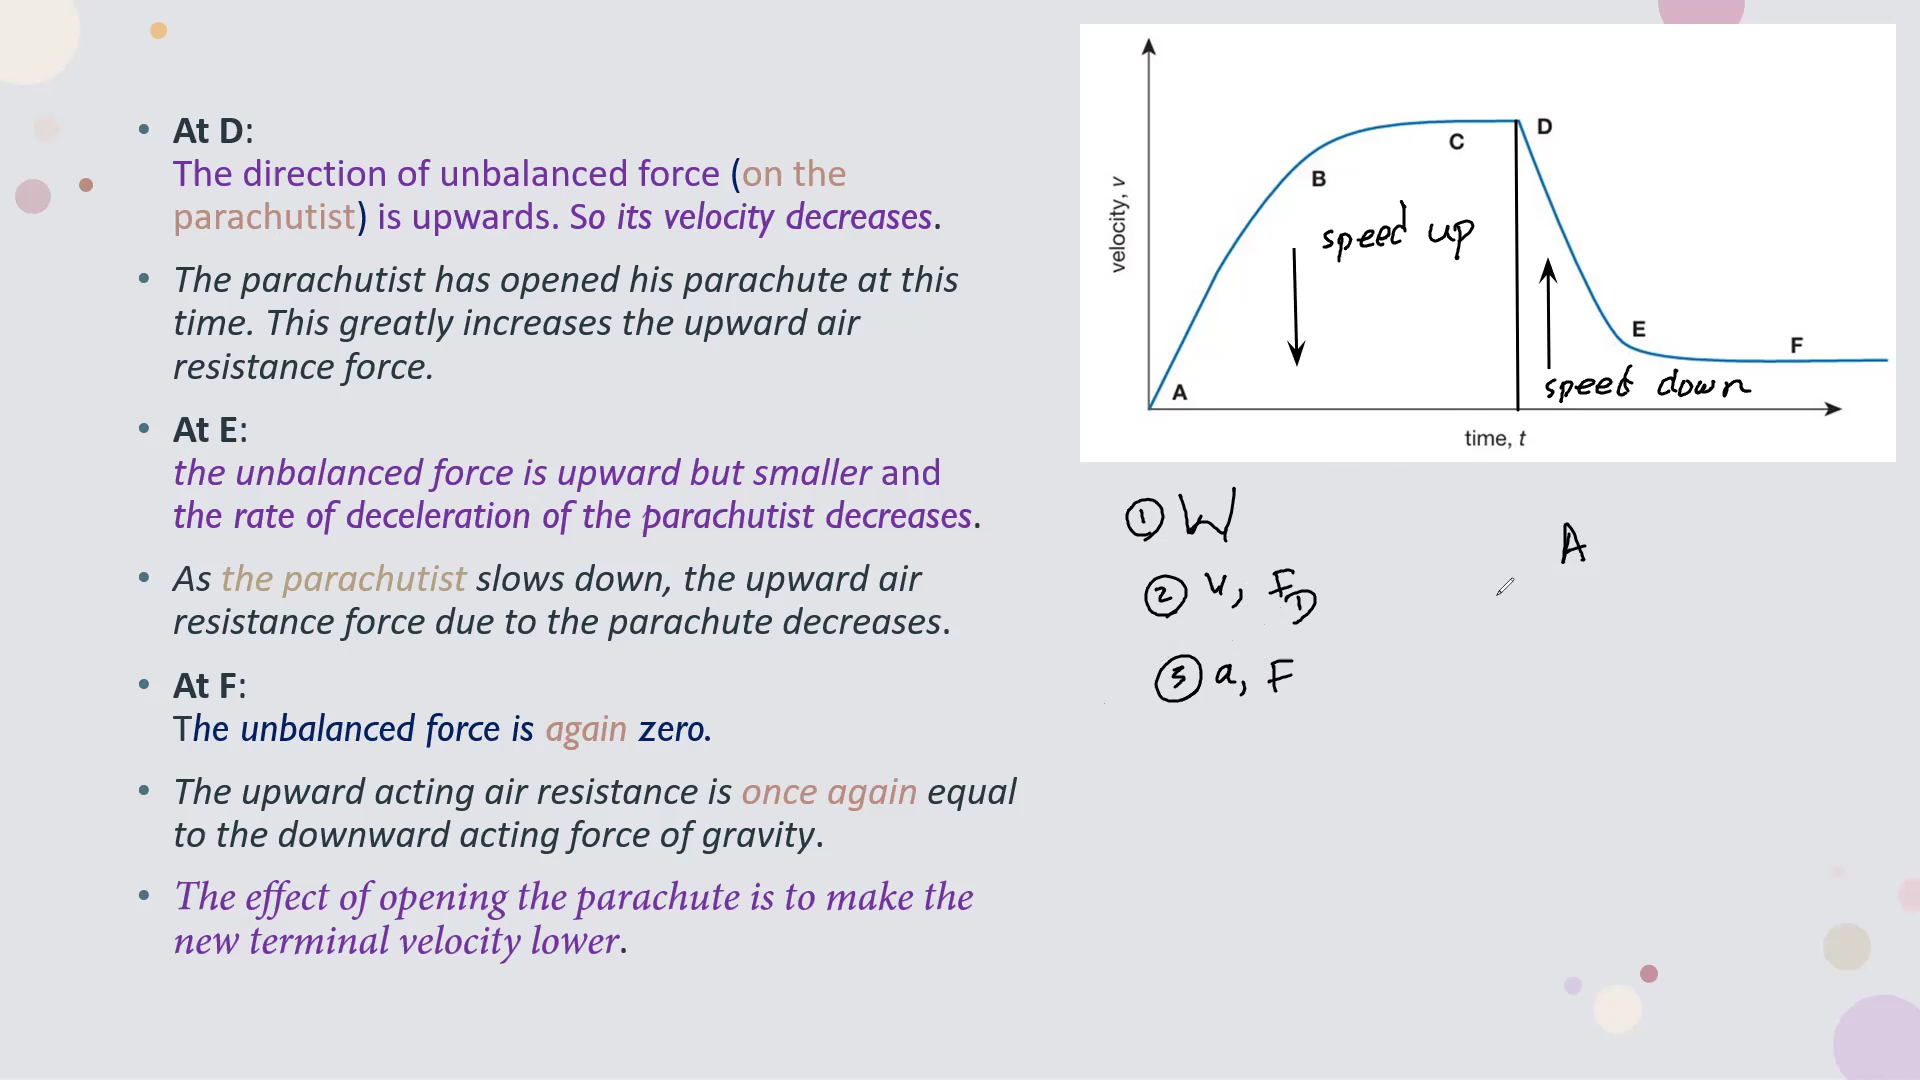 At D:
The direction of unbalanced force (on the
parachutist) is upwards. So its velocity decreases.
The parachutist has opened his parachute at this
time. This greatly increases the upward air
resistance force.
At E:
the unbalanced force is upward but smaller and
the rate of deceleration of the parachutist decreases.
As the parachutist slows down, the upward air
resistance force due to the parachute decreases.
At F:
The unbalanced force is again zero.
The upward acting air resistance is once again equal
to the downward acting force of gravity.
The effect of opening the parachute is to make the
new terminal velocity lower.
velocity, v
A
B
C
D
E
F
speed up
speed down
time, t
① W
② v, FD
③ a, F
A